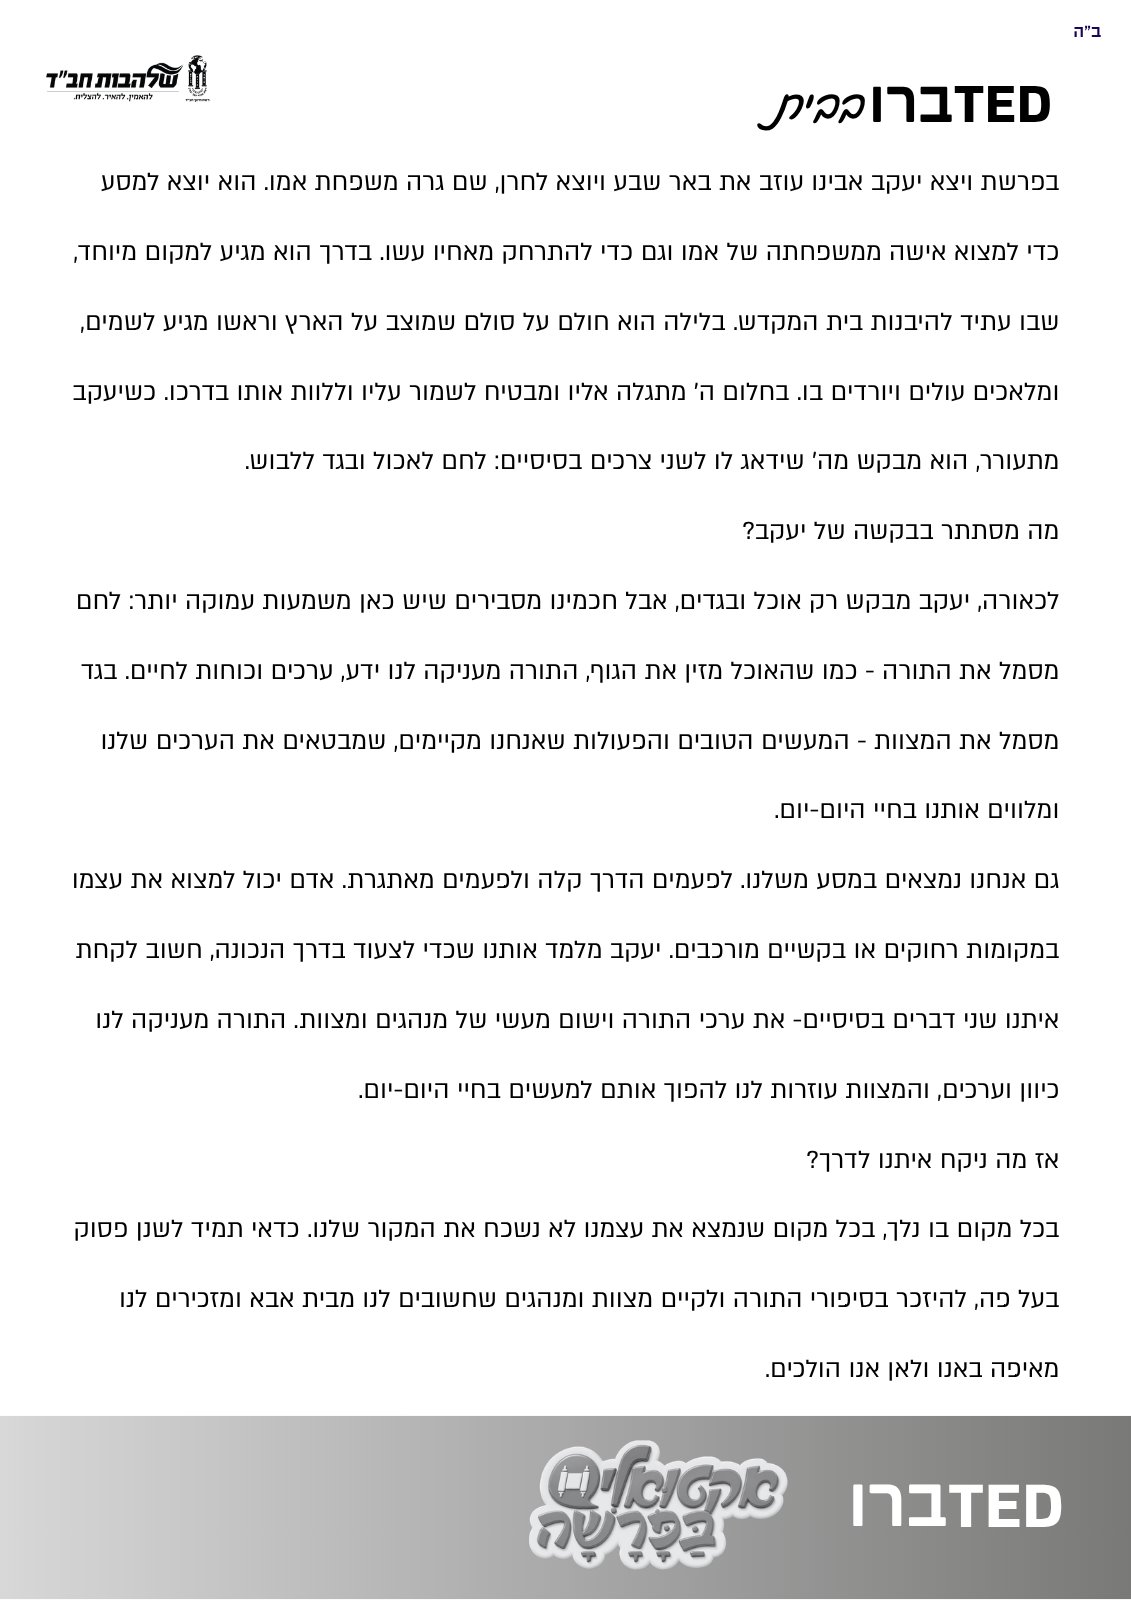 ב"ה
שלהבות חב"ד
להאמין. להאיר. להצליח.
TEDברו בבית
בפרשת ויצא יעקב אבינו עוזב את באר שבע ויוצא לחרן, שם גרה משפחת אמו. הוא יוצא למסע
כדי למצוא אישה ממשפחתה של אמו וגם כדי להתרחק מאחיו עשו. בדרך הוא מגיע למקום מיוחד,
שבו עתיד להיבנות בית המקדש. בלילה הוא חולם על סולם שמוצב על הארץ וראשו מגיע לשמים,
ומלאכים עולים ויורדים בו. בחלום ה' מתגלה אליו ומבטיח לשמור עליו וללוות אותו בדרכו. כשיעקב
מתעורר, הוא מבקש מה' שידאג לו לשני צרכים בסיסיים: לחם לאכול ובגד ללבוש.
מה מסתתר בבקשה של יעקב?
לכאורה, יעקב מבקש רק אוכל ובגדים, אבל חכמינו מסבירים שיש כאן משמעות עמוקה יותר: לחם
מסמל את התורה - כמו שהאוכל מזין את הגוף, התורה מעניקה לנו ידע, ערכים וכוחות לחיים. בגד
מסמל את המצוות - המעשים הטובים והפעולות שאנחנו מקיימים, שמבטאים את הערכים שלנו
ומלווים אותנו בחיי היום-יום.
גם אנחנו נמצאים במסע משלנו. לפעמים הדרך קלה ולפעמים מאתגרת. אדם יכול למצוא את עצמו
במקומות רחוקים או בקשיים מורכבים. יעקב מלמד אותנו שכדי לצעוד בדרך הנכונה, חשוב לקחת
איתנו שני דברים בסיסיים- את ערכי התורה וישום מעשי של מנהגים ומצוות. התורה מעניקה לנו
כיוון וערכים, והמצוות עוזרות לנו להפוך אותם למעשים בחיי היום-יום.
אז מה ניקח איתנו לדרך?
בכל מקום בו נלך, בכל מקום שנמצא את עצמנו לא נשכח את המקור שלנו. כדאי תמיד לשנן פסוק
בעל פה, להיזכר בסיפורי התורה ולקיים מצוות ומנהגים שחשובים לנו מבית אבא ומזכירים לנו
מאיפה באנו ולאן אנו הולכים.
TEDברו
אקטואלים
בַּפָּרָשָׁה